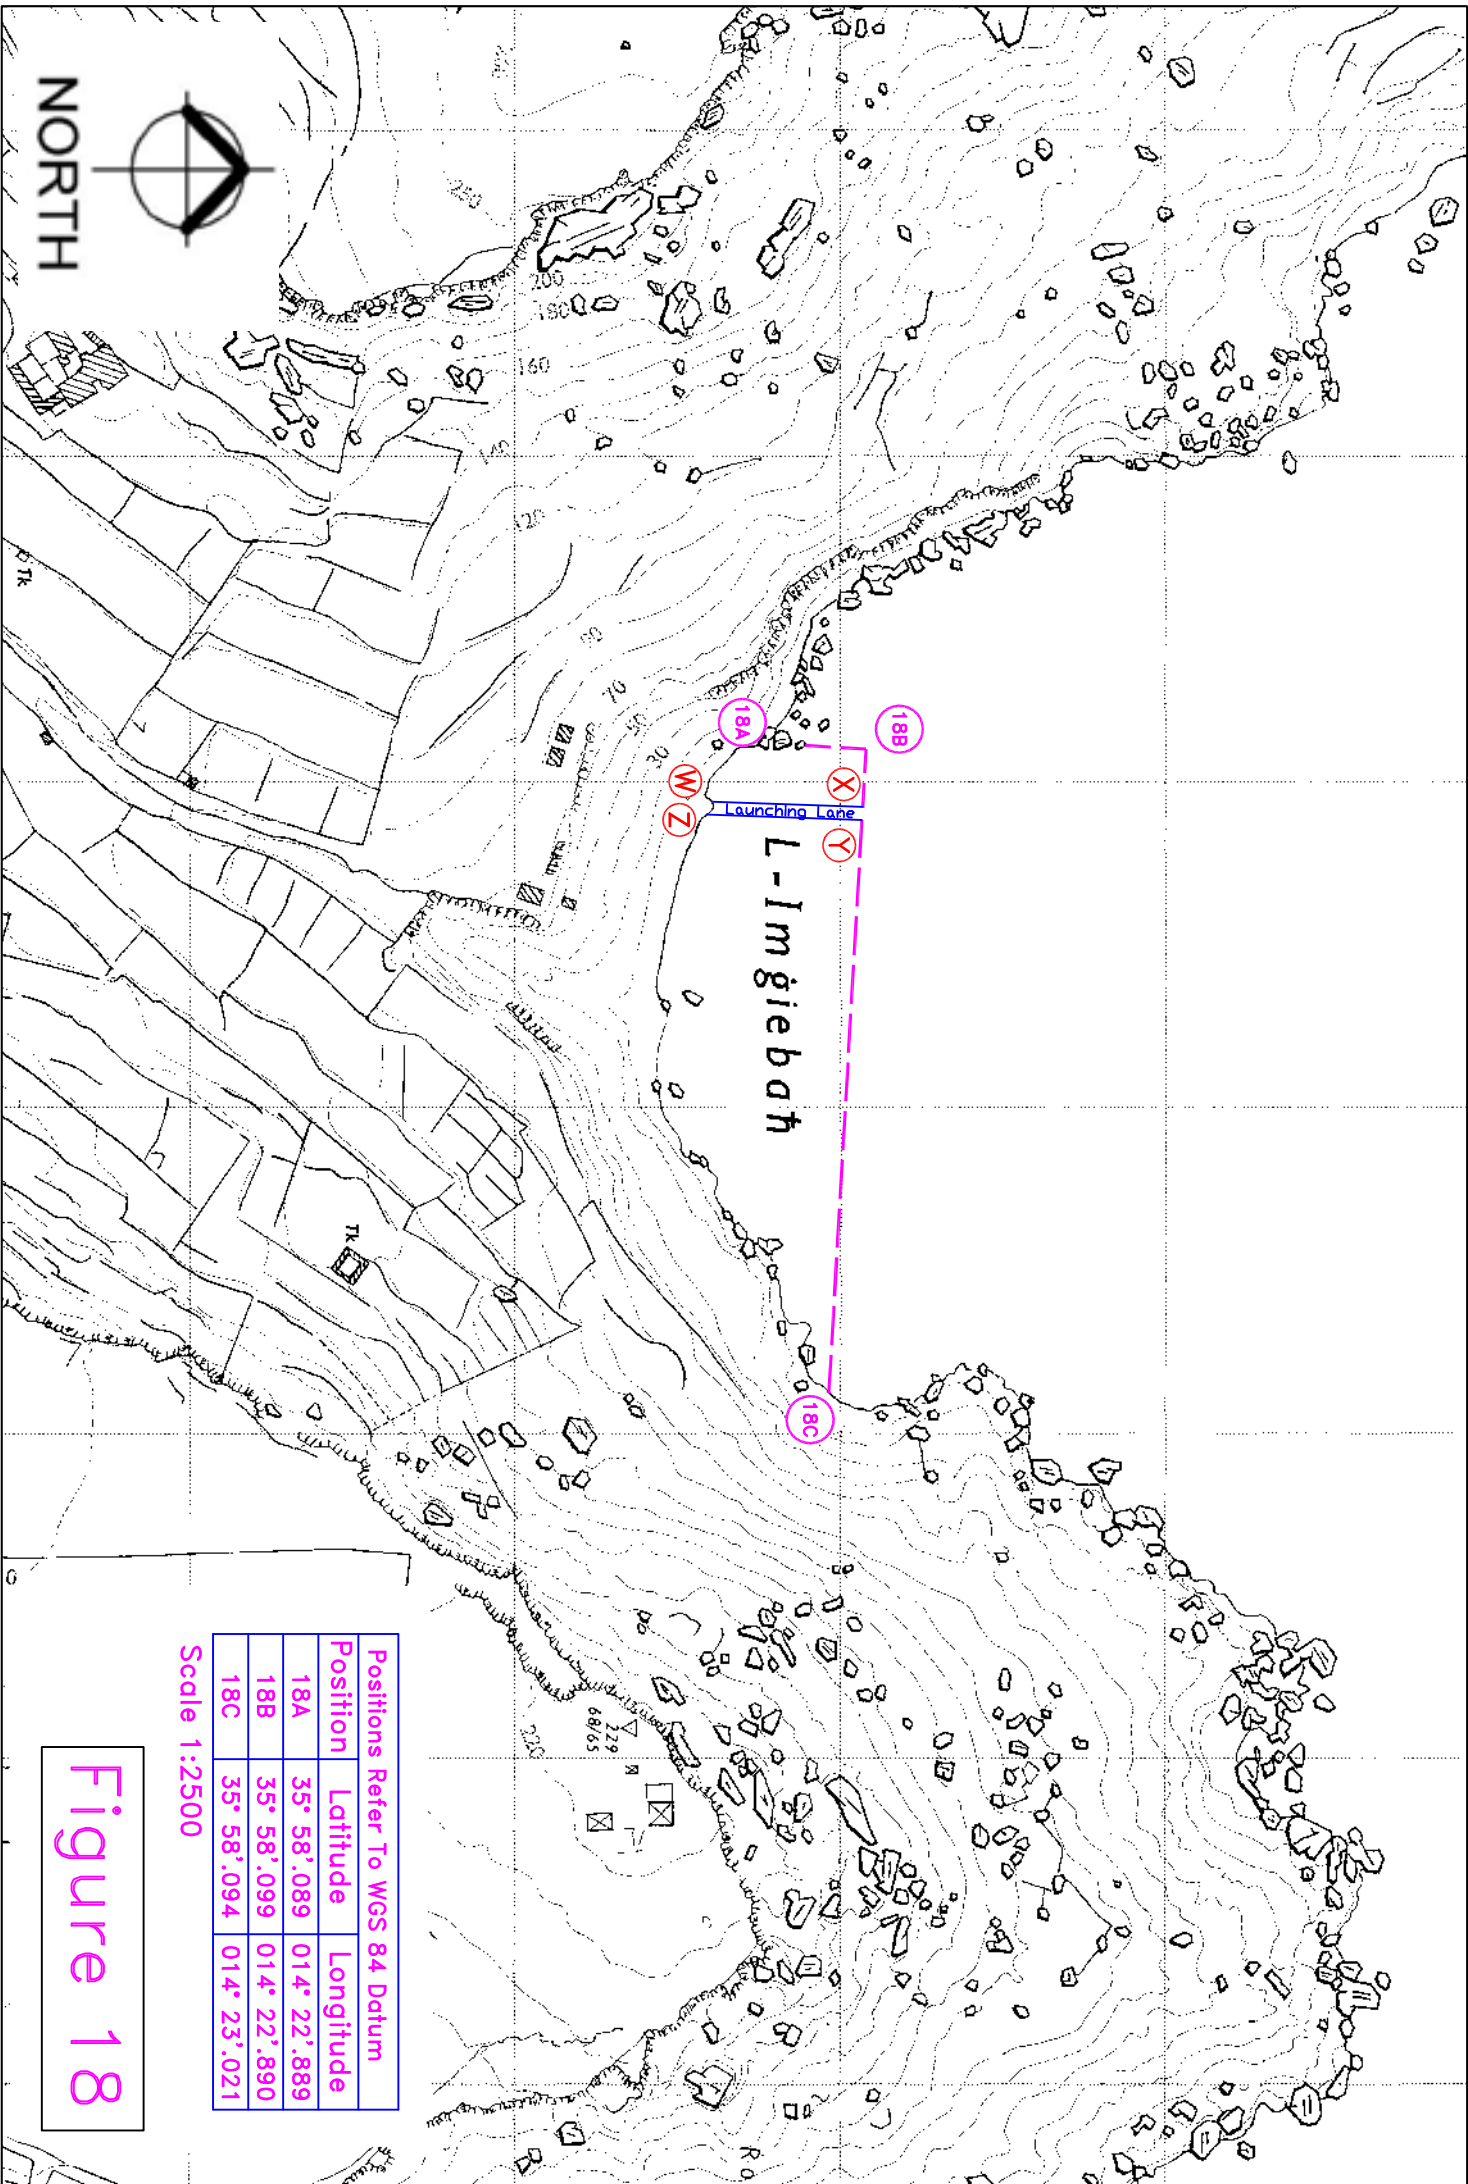 NORTH
250
200
180
160
140
120
90
70
50
30
Tk
18A
18B
W
X
Z
Y
Launching Lane
L-Imġiebaħ
18C
Tk
220
229
68/65
Ro
0
Positions Refer To WGS 84 Datum
Position Latitude Longitude
18A 35° 58'.089 014° 22'.889
18B 35° 58'.099 014° 22'.890
18C 35° 58'.094 014° 23'.021
Scale 1:2500
Figure 18